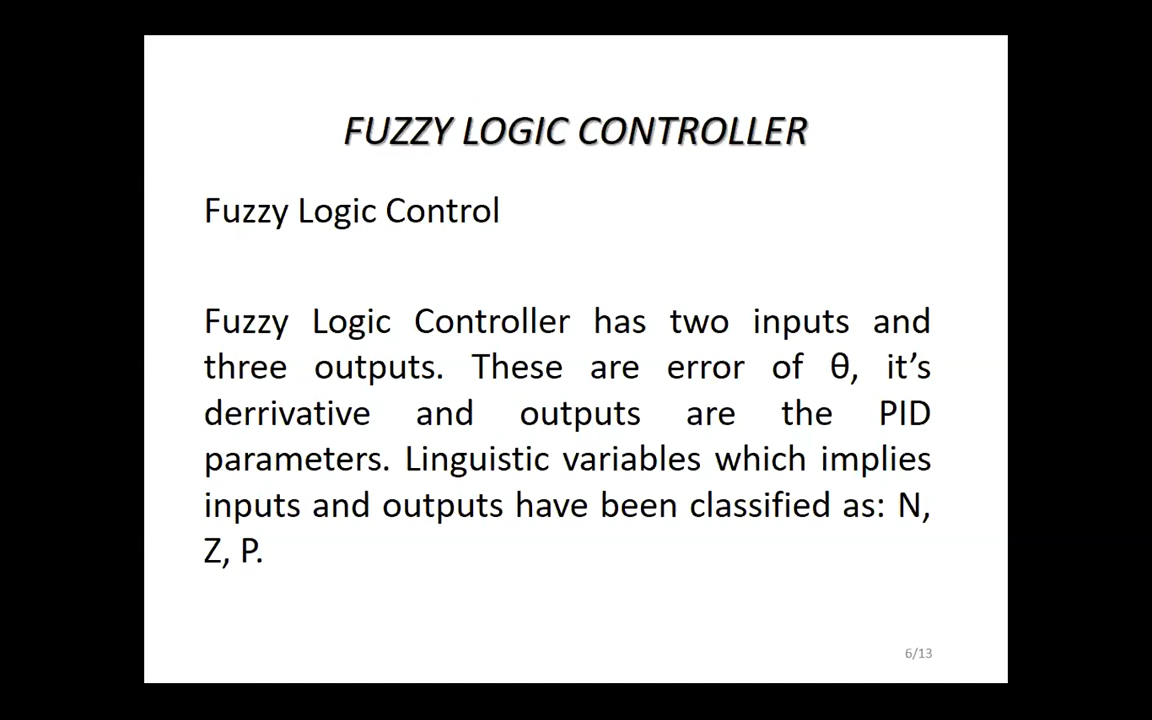 FUZZY LOGIC CONTROLLER
Fuzzy Logic Control
Fuzzy Logic Controller has two inputs and
three outputs. These are error of θ, it’s
derrivative and outputs are the PID
parameters. Linguistic variables which implies
inputs and outputs have been classified as: N,
Z, P.
6/13